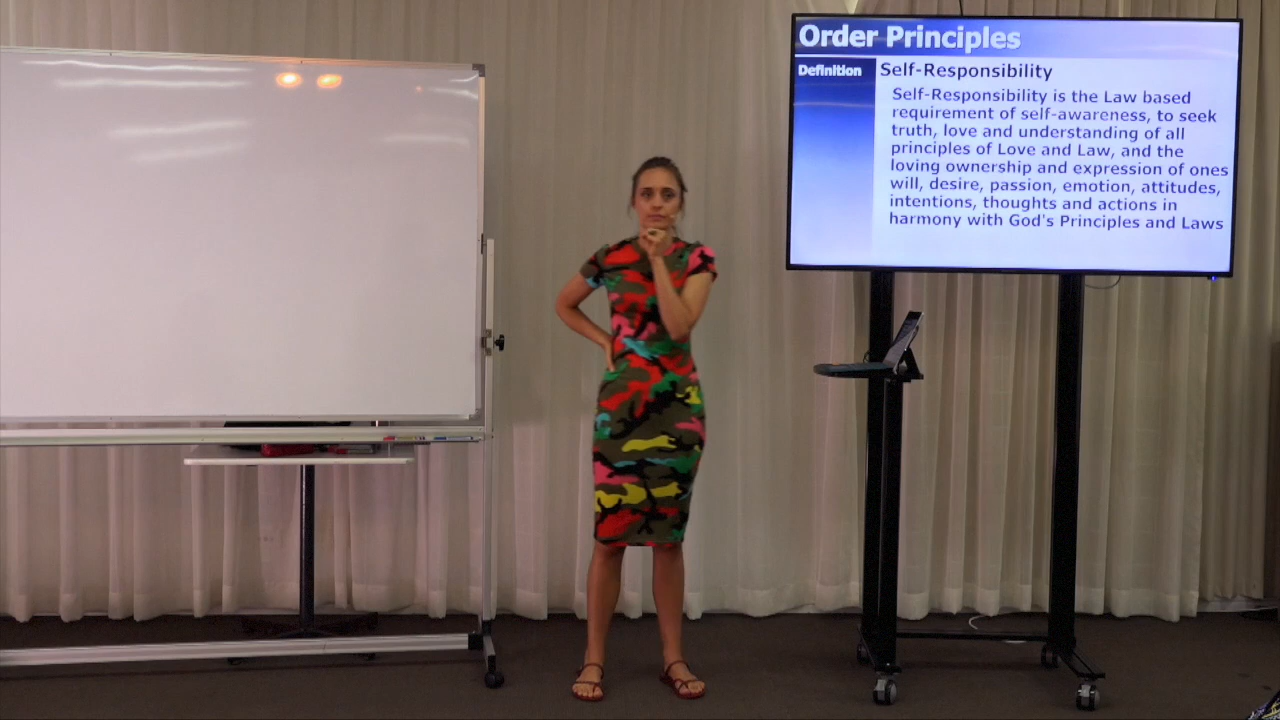 Order Principles
Definition
Self-Responsibility
Self-Responsibility is the Law based
requirement of self-awareness, to seek
truth, love and understanding of all
principles of Love and Law, and the
loving ownership and expression of ones
will, desire, passion, emotion, attitudes,
intentions, thoughts and actions in
harmony with God's Principles and Laws